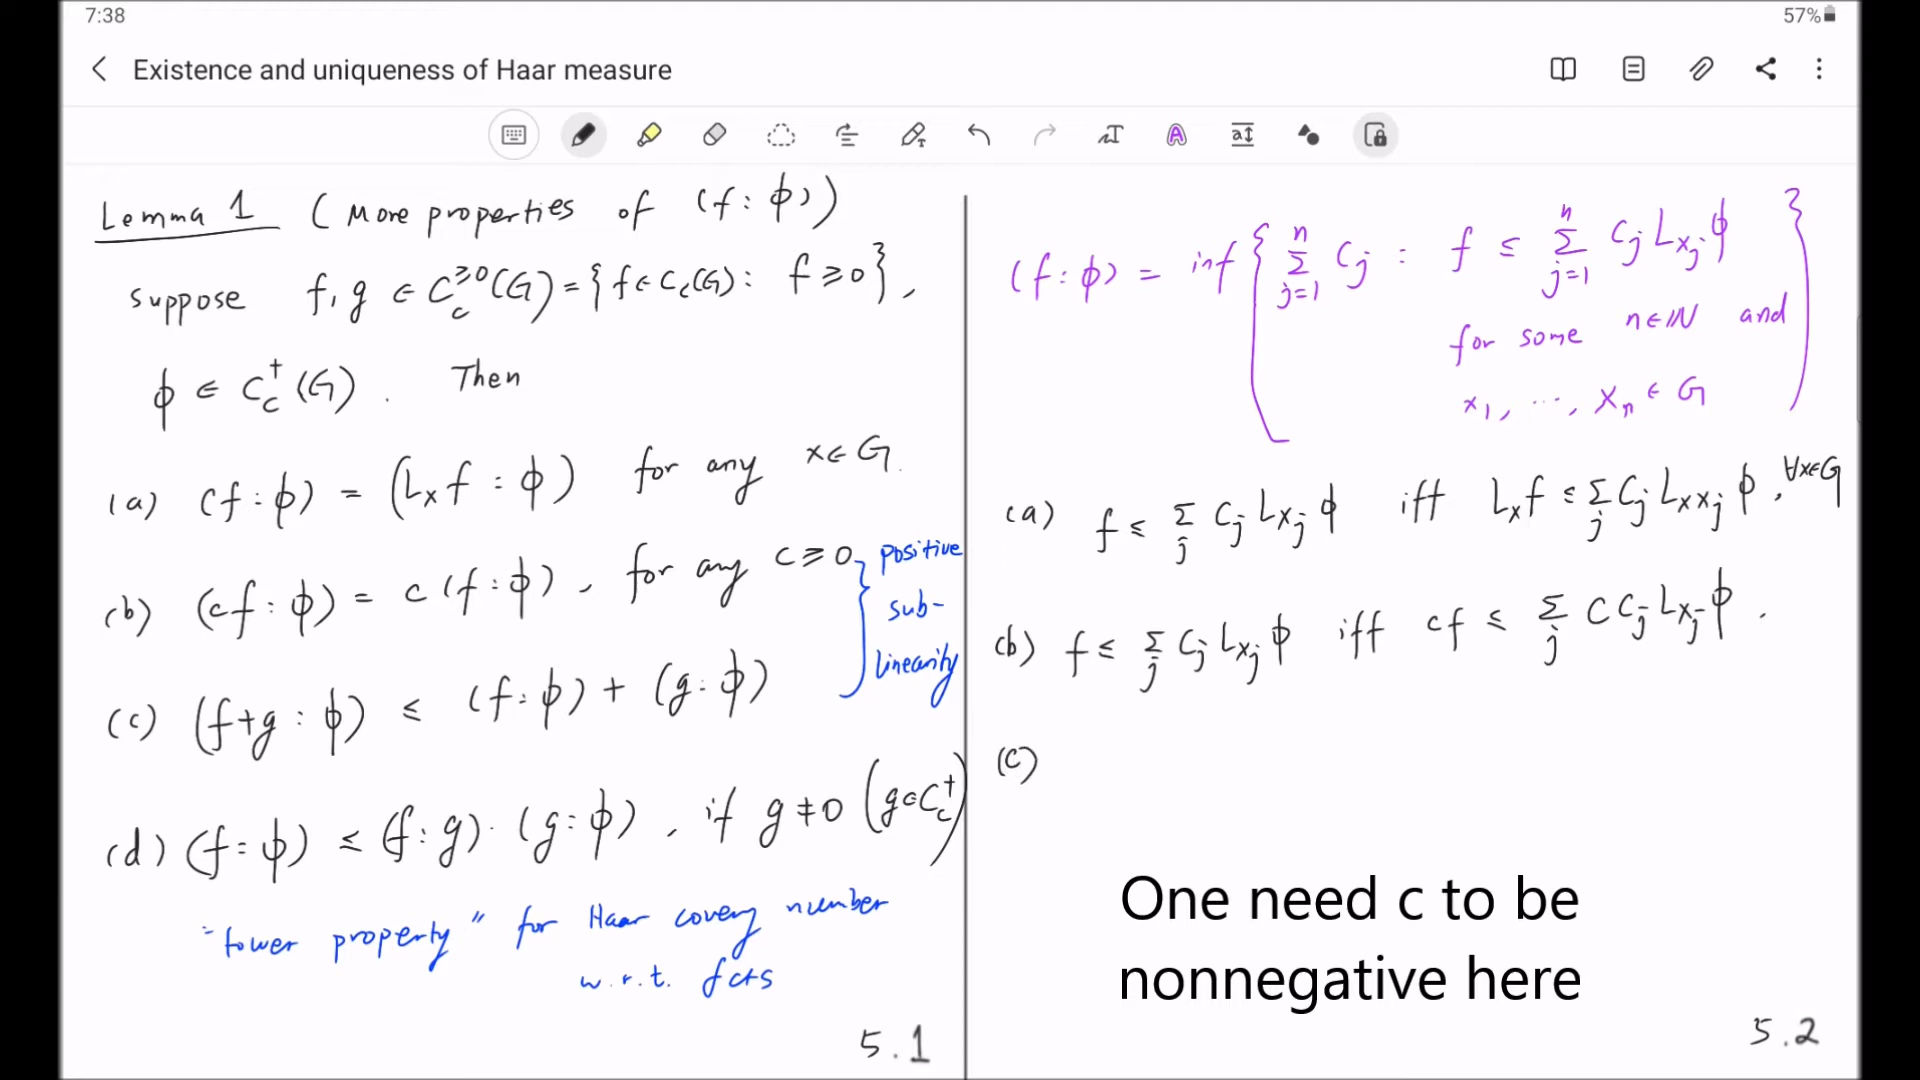 7:38
57%
Existence and uniqueness of Haar measure
Lemma 1 (More properties of (f : ϕ))
suppose f, g ∈ C_c^{≥0}(G) = {f ∈ C_c(G) : f ≥ 0},
ϕ ∈ C_c^+(G). Then
(a) (f : ϕ) = (L_x f : ϕ) for any x ∈ G.
(b) (cf : ϕ) = c (f : ϕ), for any c ≥ 0
(c) (f+g : ϕ) ≤ (f : ϕ) + (g : ϕ)
positive
sub-
linearity
(d) (f : ϕ) ≤ (f : g) · (g : ϕ), if g ≠ 0 (g ∈ C_c^+)
"tower property" for Haar covery number
w.r.t. fcts
5.1
(f : ϕ) = inf { Σ_{j=1}^n C_j : f ≤ Σ_{j=1}^n C_j L_{x_j} ϕ
for some n ∈ ℕ and
x_1, ..., x_n ∈ G }
(a) f ≤ Σ_j C_j L_{x_j} ϕ iff L_x f ≤ Σ_j C_j L_{x x_j} ϕ, ∀x∈G
(b) f ≤ Σ_j C_j L_{x_j} ϕ iff cf ≤ Σ_j C C_j L_{x_j} ϕ.
(c)
One need c to be
nonnegative here
5.2